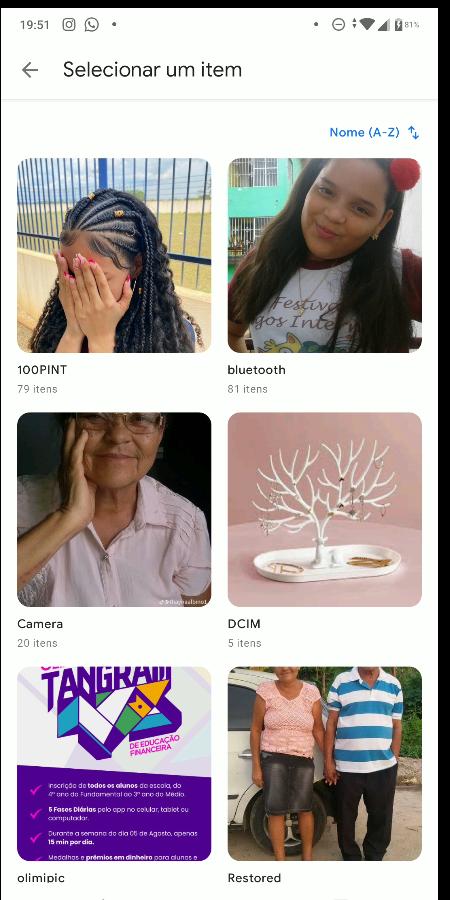 19:51
81%
Selecionar um item
Nome (A-Z)
Festiva
gos Inter
100PINT
79 itens
bluetooth
81 itens
Camera
20 itens
DCIM
5 itens
TANGRAM
DE EDUCAÇÃO
FINANCEIRA
Inscrição de todos os alunos da escola, do
4º ano do Fundamental ao 3º ano do Médio.
5 Fases Diárias pelo app no celular, tablet ou
computador.
Durante a semana do dia 05 de Agosto, apenas
15 min por dia.
Medalhas e prêmios em dinheiro para alunos e
olimipic
Restored